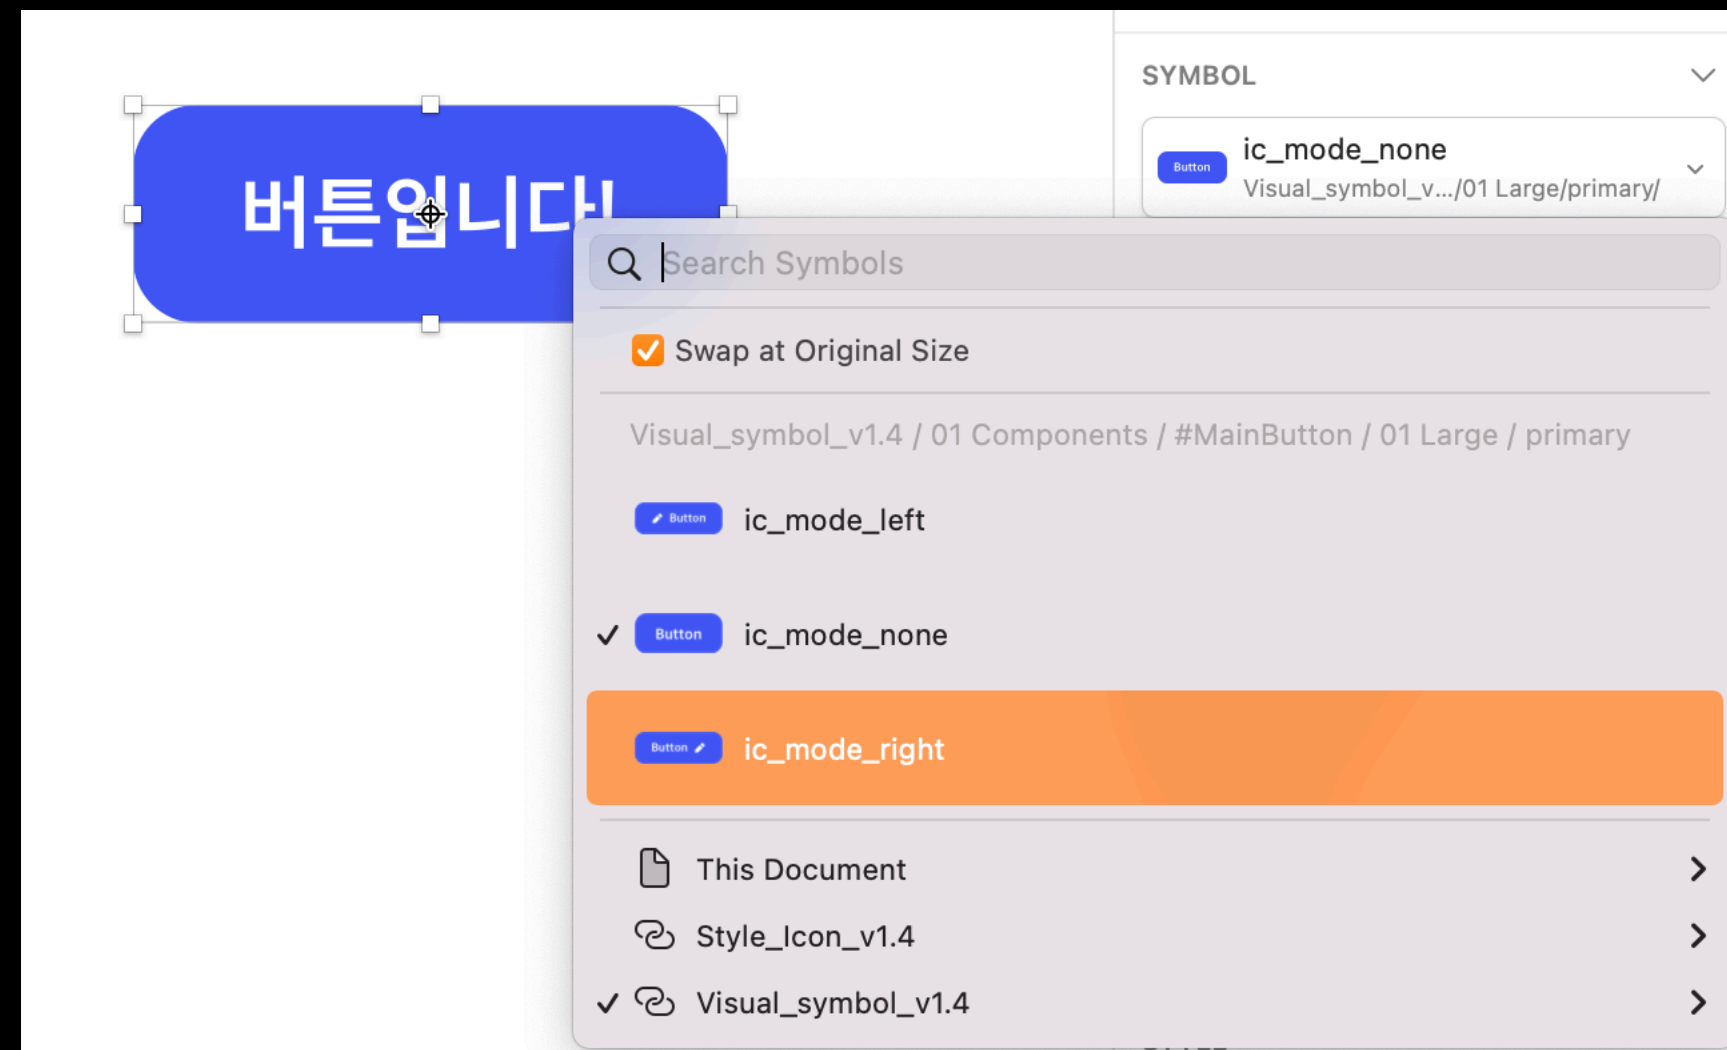 버튼입니다!
SYMBOL
Button
ic_mode_none
Visual_symbol_v.../01 Large/primary/
Search Symbols
Swap at Original Size
Visual_symbol_v1.4 / 01 Components / #MainButton / 01 Large / primary
Button
ic_mode_left
Button
ic_mode_none
Button
ic_mode_right
This Document
Style_Icon_v1.4
Visual_symbol_v1.4